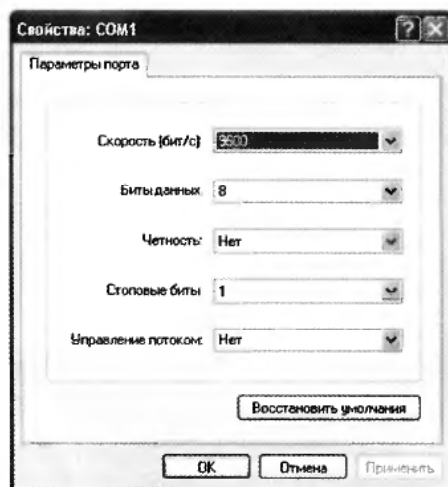 Свойства: COM1
Параметры порта
Скорость (бит/с): 9600
Биты данных: 8
Четность: Нет
Стоповые биты: 1
Управление потоком: Нет
Восстановить умолчания
OK Отмена Применить